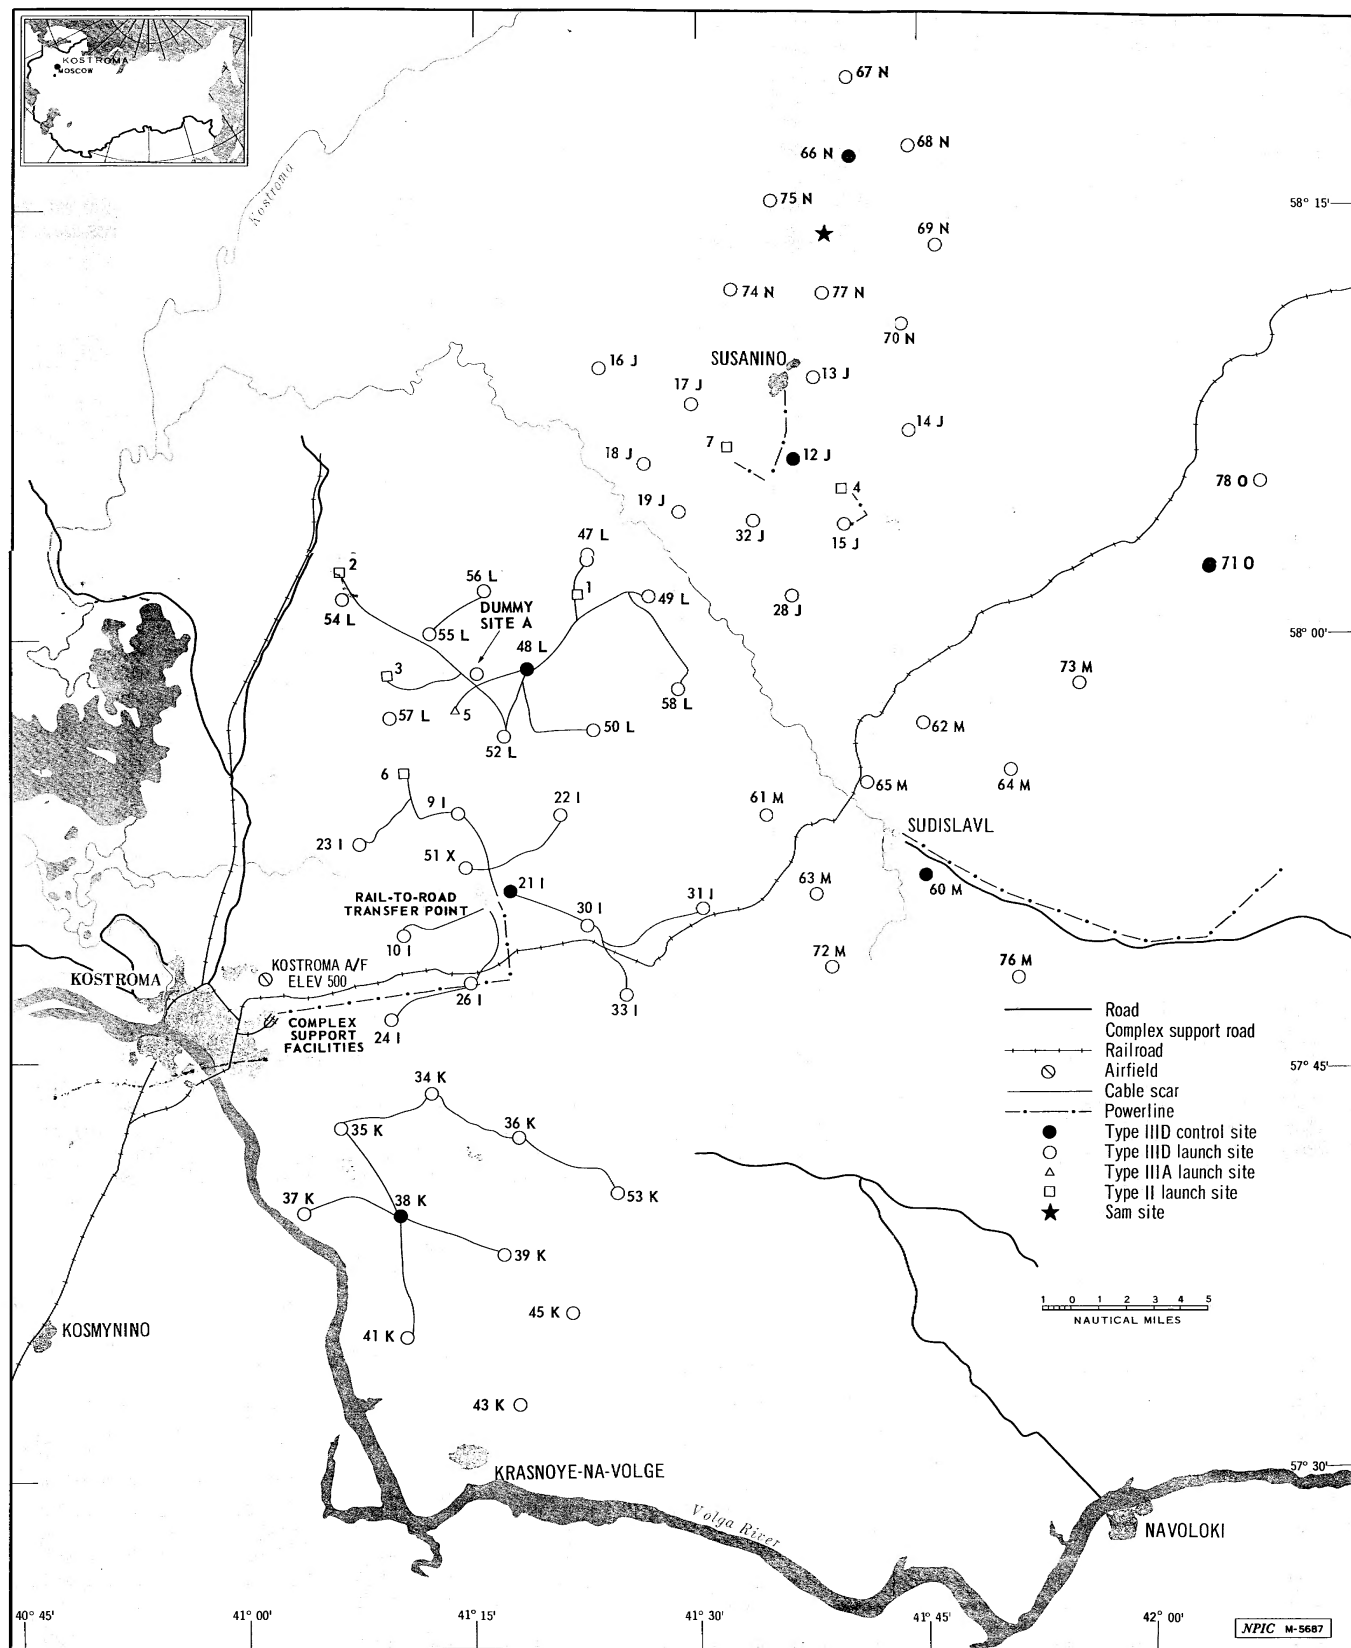 KOSTROMA
MOSCOW
Kostroma
67 N
68 N
66 N
75 N
58° 15'
69 N
74 N
77 N
70 N
SUSANINO
16 J
13 J
17 J
14 J
7
12 J
18 J
4
78 O
19 J
32 J
15 J
47 L
71 O
2
56 L
1
49 L
28 J
54 L
DUMMY
SITE A
55 L
58° 00'
48 L
3
73 M
58 L
57 L
5
62 M
50 L
52 L
6
65 M
64 M
9 I
22 I
61 M
SUDISLAVL
23 I
51 X
21 I
63 M
60 M
RAIL-TO-ROAD
TRANSFER POINT
31 I
30 I
10 I
72 M
76 M
KOSTROMA
KOSTROMA A/F
ELEV 500
26 I
33 I
COMPLEX
SUPPORT
FACILITIES
24 I
Road
Complex support road
Railroad
57° 45'
Airfield
Cable scar
Powerline
Type IIID control site
Type IIID launch site
Type IIIA launch site
Type II launch site
Sam site
34 K
35 K
36 K
37 K
38 K
53 K
39 K
1 0 1 2 3 4 5
NAUTICAL MILES
45 K
KOSMYNINO
41 K
43 K
57° 30'
KRASNOYE-NA-VOLGE
Volga River
NAVOLOKI
40° 45' 41° 00' 41° 15' 41° 30' 41° 45' 42° 00'
NPIC M-5687